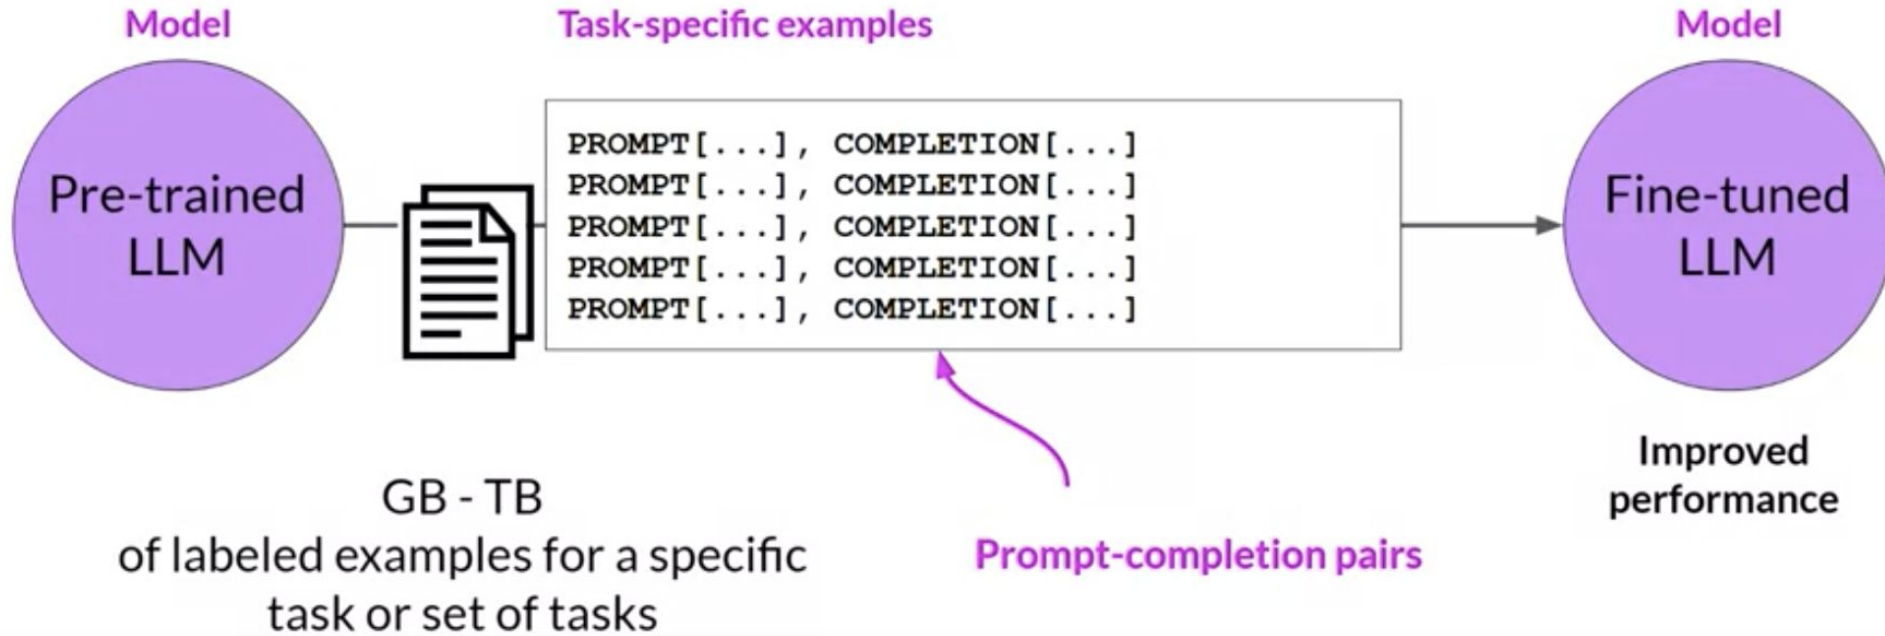 Model
Task-specific examples
Model
Pre-trained
LLM
PROMPT[...], COMPLETION[...]
PROMPT[...], COMPLETION[...]
PROMPT[...], COMPLETION[...]
PROMPT[...], COMPLETION[...]
PROMPT[...], COMPLETION[...]
Fine-tuned
LLM
GB - TB
of labeled examples for a specific
task or set of tasks
Prompt-completion pairs
Improved
performance